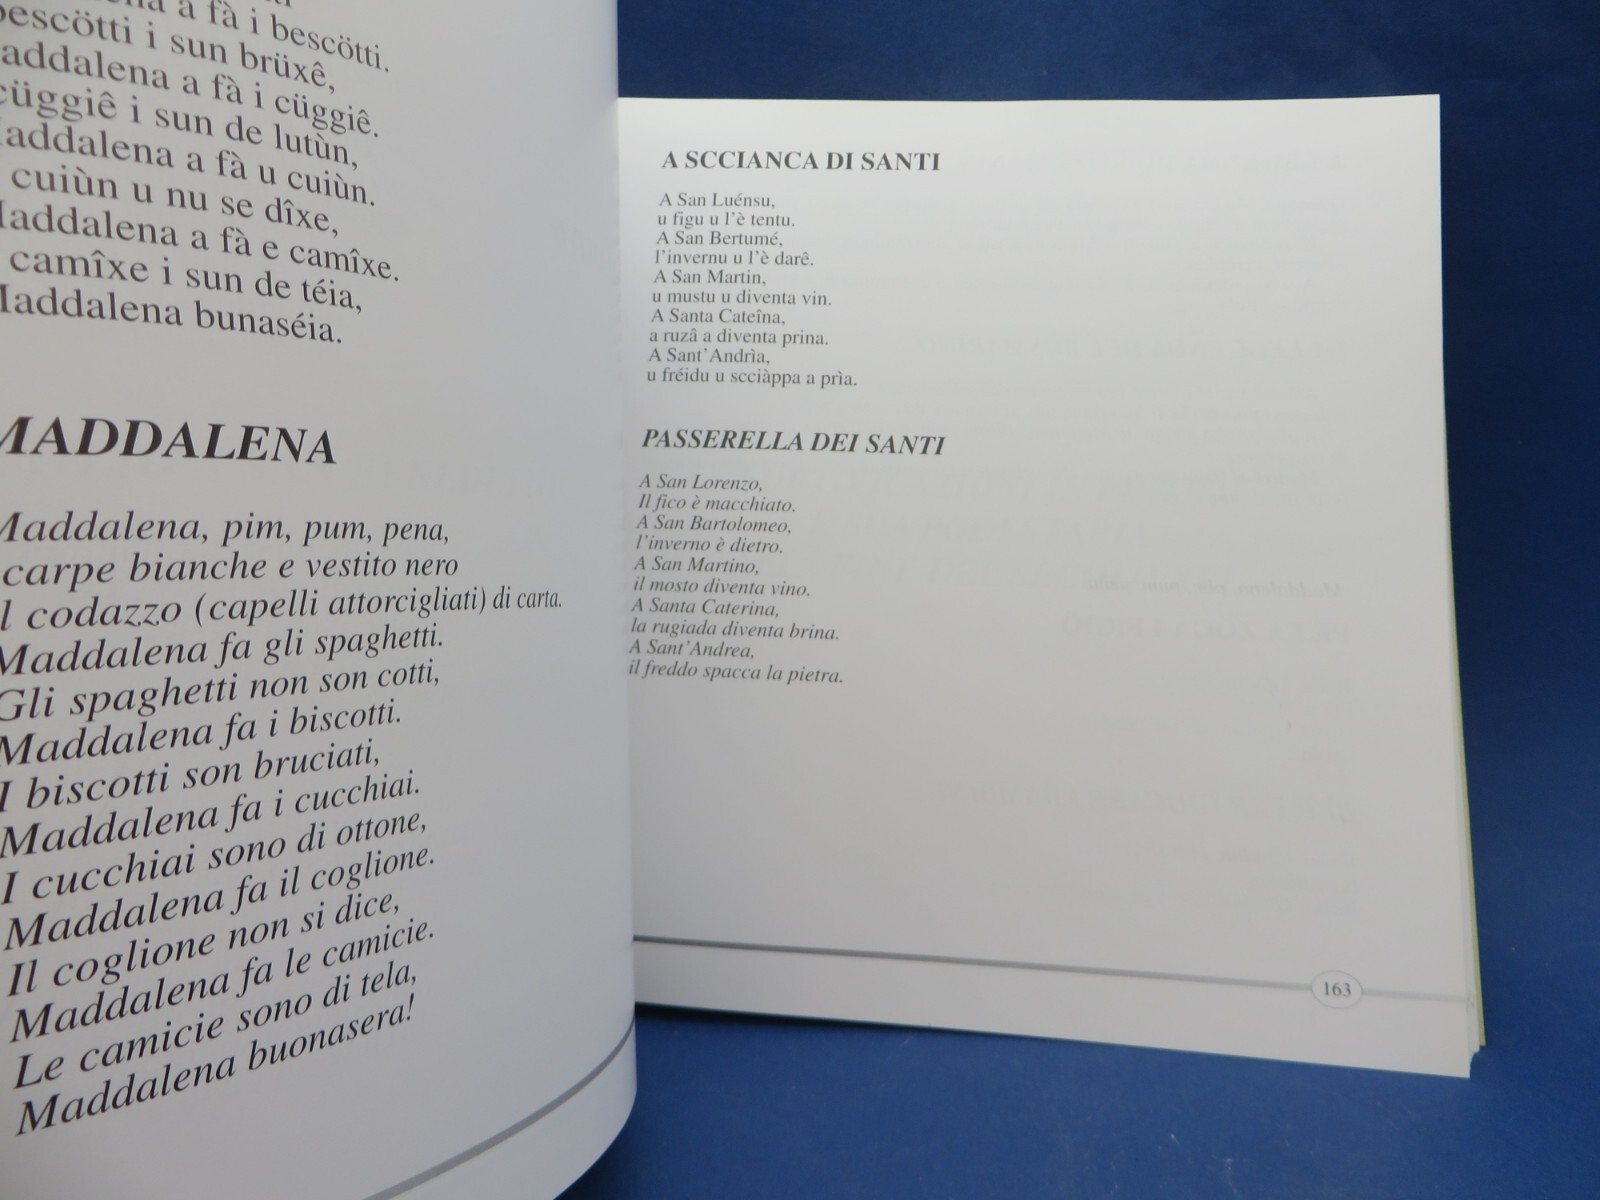 a fà i bescötti.
bescötti i sun brüxê,
addalena a fà i cüggiê.
cüggiê i sun de lutùn,
addalena a fà u cuiùn.
cuiùn u nu se dîxe,
Maddalena a fà e camîxe.
camîxe i sun de téia,
Maddalena bunaséia.
MADDALENA
Maddalena, pim, pum, pena,
carpe bianche e vestito nero
l codazzo (capelli attorcigliati) di carta.
Maddalena fa gli spaghetti.
Gli spaghetti non son cotti,
Maddalena fa i biscotti.
I biscotti son bruciati,
Maddalena fa i cucchiai.
I cucchiai sono di ottone,
Maddalena fa il coglione.
Il coglione non si dice,
Maddalena fa le camicie.
Le camicie sono di tela,
Maddalena buonasera!
A SCCIANCA DI SANTI
A San Luénsu,
u figu u l'è tentu.
A San Bertumé,
l'invernu u l'è darê.
A San Martin,
u mustu u diventa vin.
A Santa Cateîna,
a ruzâ a diventa prina.
A Sant'Andrìa,
u fréidu u scciàppa a prìa.
PASSERELLA DEI SANTI
A San Lorenzo,
Il fico è macchiato.
A San Bartolomeo,
l'inverno è dietro.
A San Martino,
il mosto diventa vino.
A Santa Caterina,
la rugiada diventa brina.
A Sant'Andrea,
il freddo spacca la pietra.
163